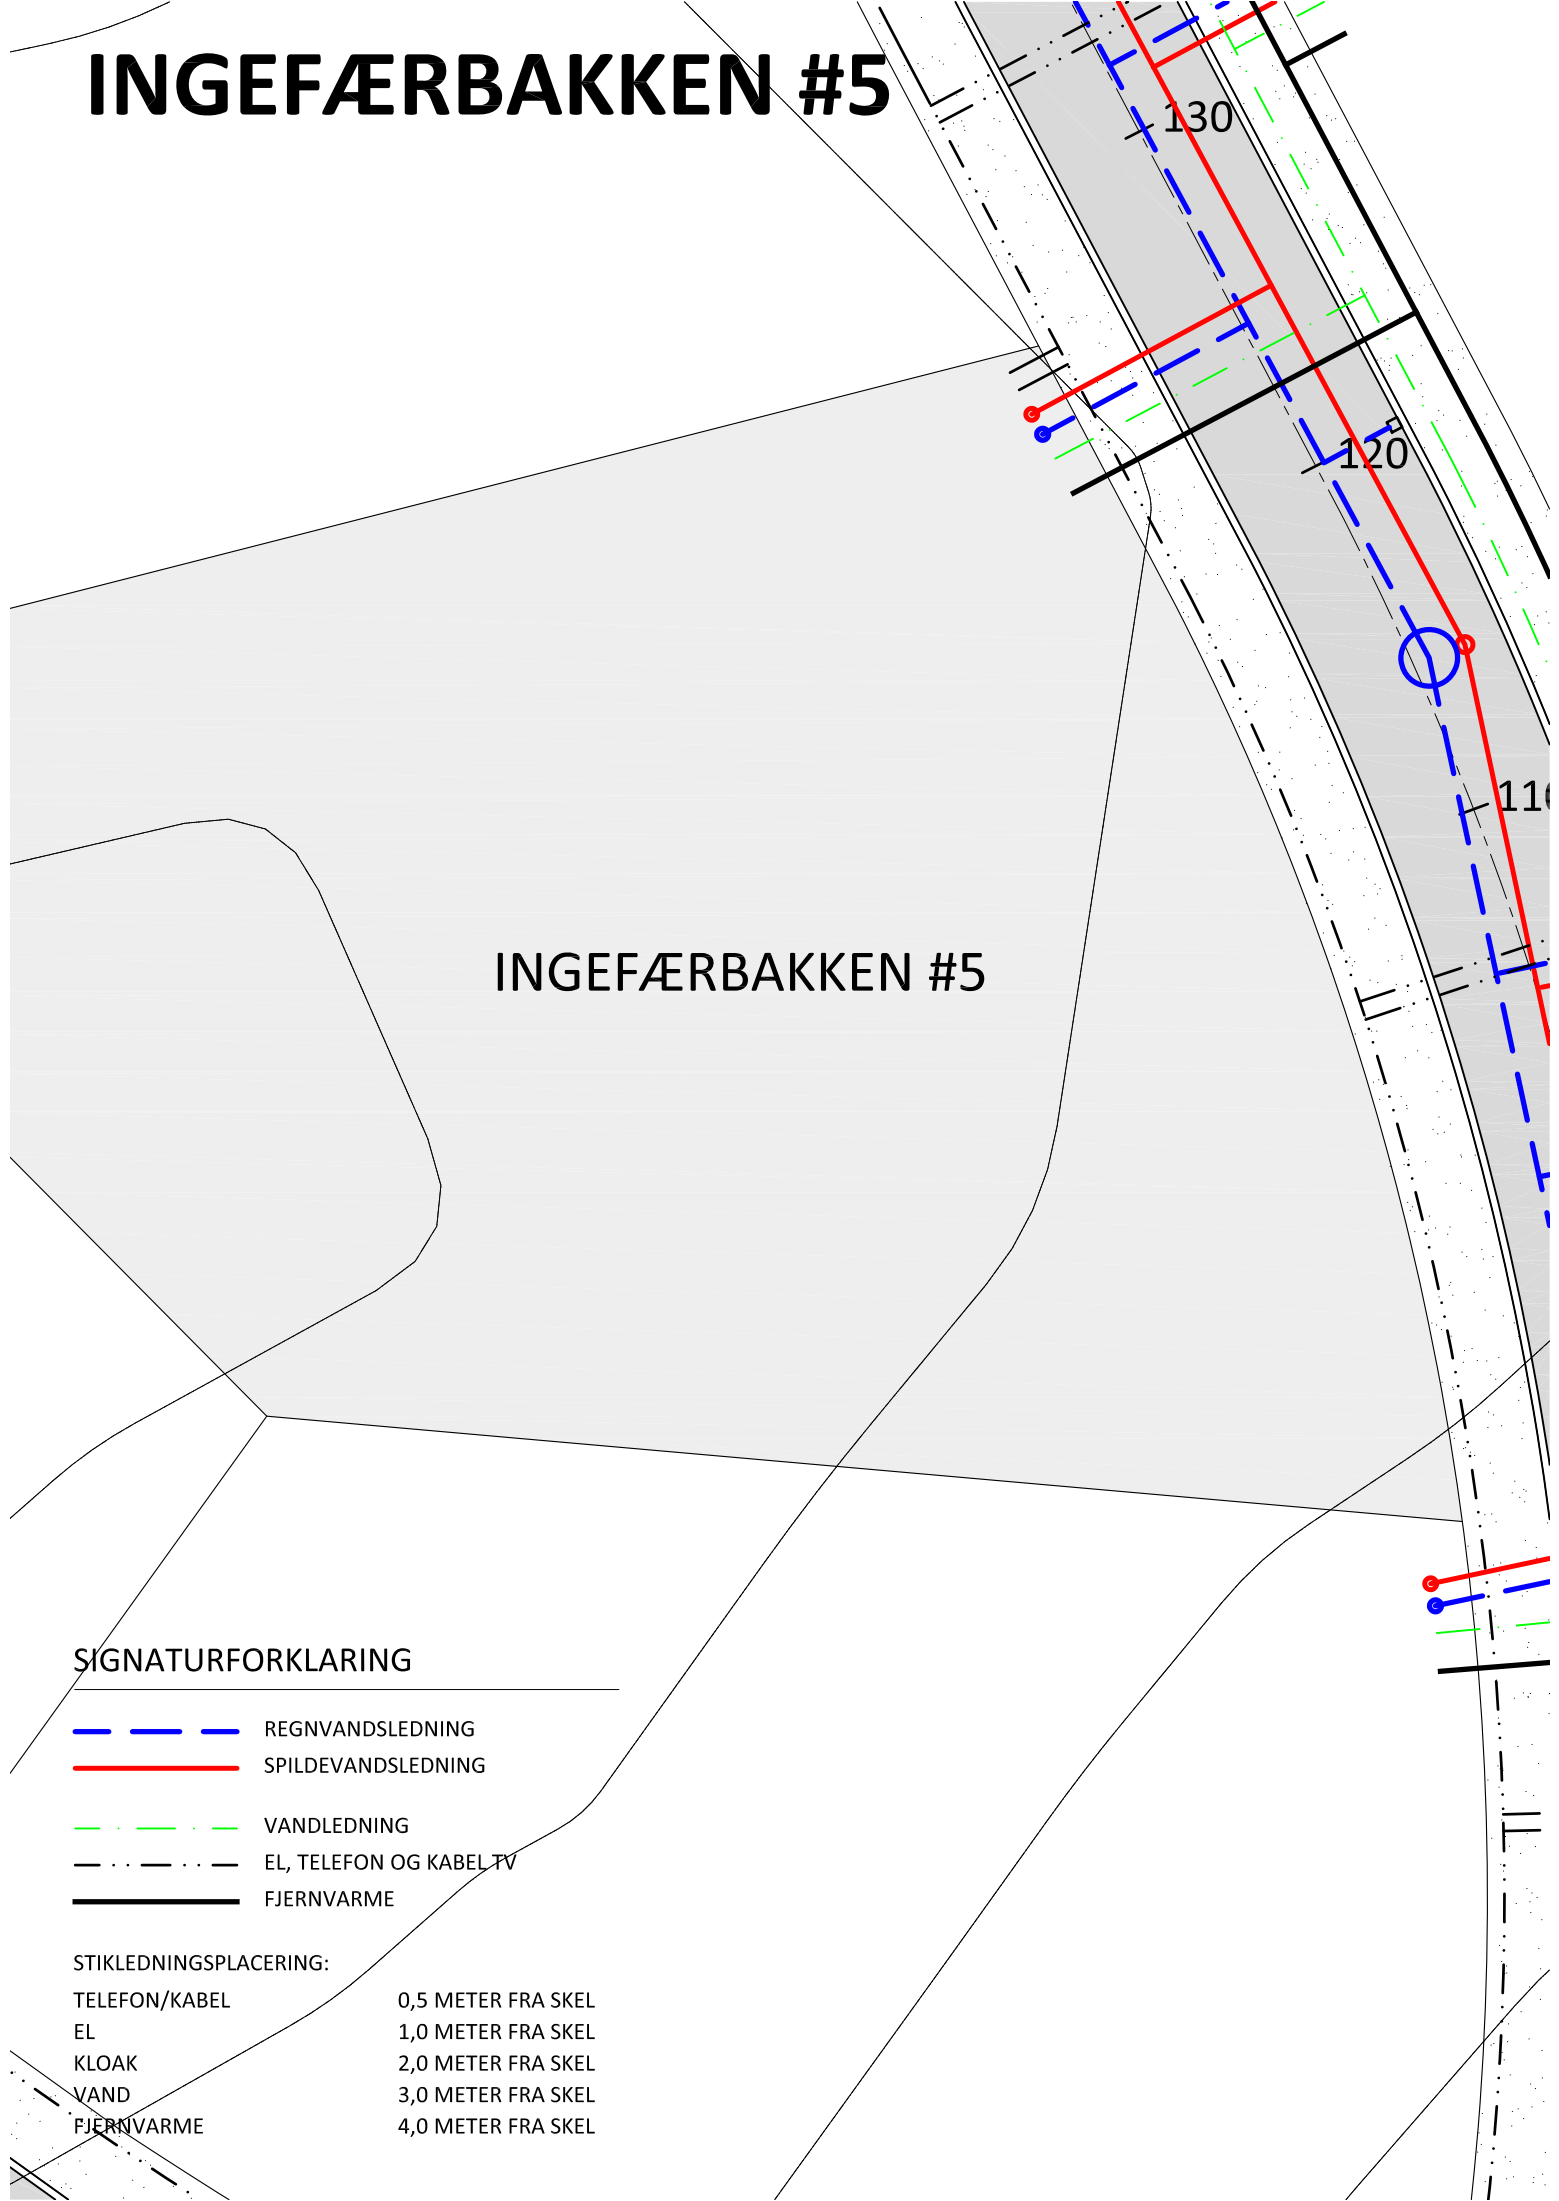 INGEFÆRBAKKEN #5
130
120
INGEFÆRBAKKEN #5
SIGNATURFORKLARING
REGNVANDSLEDNING
SPILDEVANDSLEDNING
VANDLEDNING
EL, TELEFON OG KABEL TV
FJERNVARME
STIKLEDNINGSPLACERING:
TELEFON/KABEL 0,5 METER FRA SKEL
EL 1,0 METER FRA SKEL
KLOAK 2,0 METER FRA SKEL
VAND 3,0 METER FRA SKEL
FJERNVARME 4,0 METER FRA SKEL